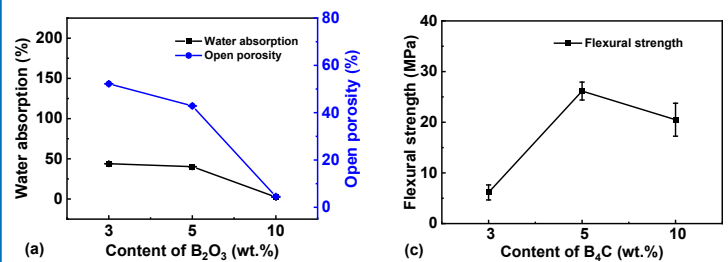 Water absorption (%)
200
150
100
50
0
Water absorption
Open porosity
80
60
40
20
0
Open porosity (%)
3
5
10
(a)
Content of B₂O₃ (wt.%)
Flexural strength (MPa)
40
30
20
10
0
Flexural strength
3
5
10
(c)
Content of B₄C (wt.%)